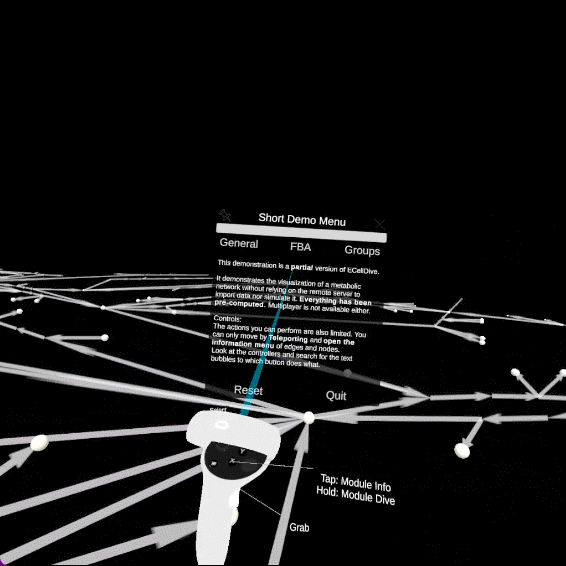 Short Demo Menu
General FBA Groups
This demonstration is a partial version of ECellDive.
It demonstrates the visualization of a metabolic
network without relying on the remote server to
import data nor simulate it. Everything has been
pre-computed. Multiplayer is not available either.
Controls:
The actions you can perform are also limited. You
can only move by Teleporting and open the
information menu of edges and nodes.
Look at the controllers and search for the text
bubbles to which button does what.
Reset Quit
Select
Y
X
Tap: Module Info
Hold: Module Dive
Grab